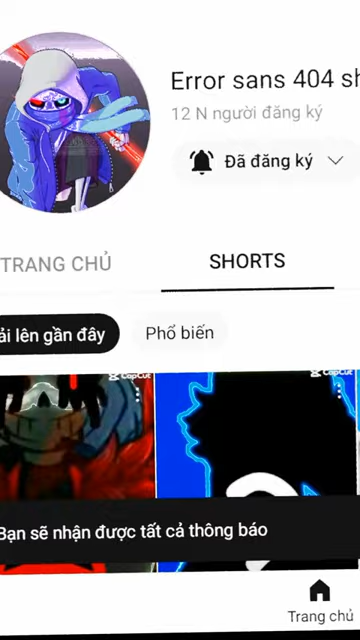 Error sans 404 sh
12 N người đăng ký
Đã đăng ký
TRANG CHỦ
SHORTS
ải lên gần đây
Phổ biến
CapCut
CapCut
Bạn sẽ nhận được tất cả thông báo
Trang chủ